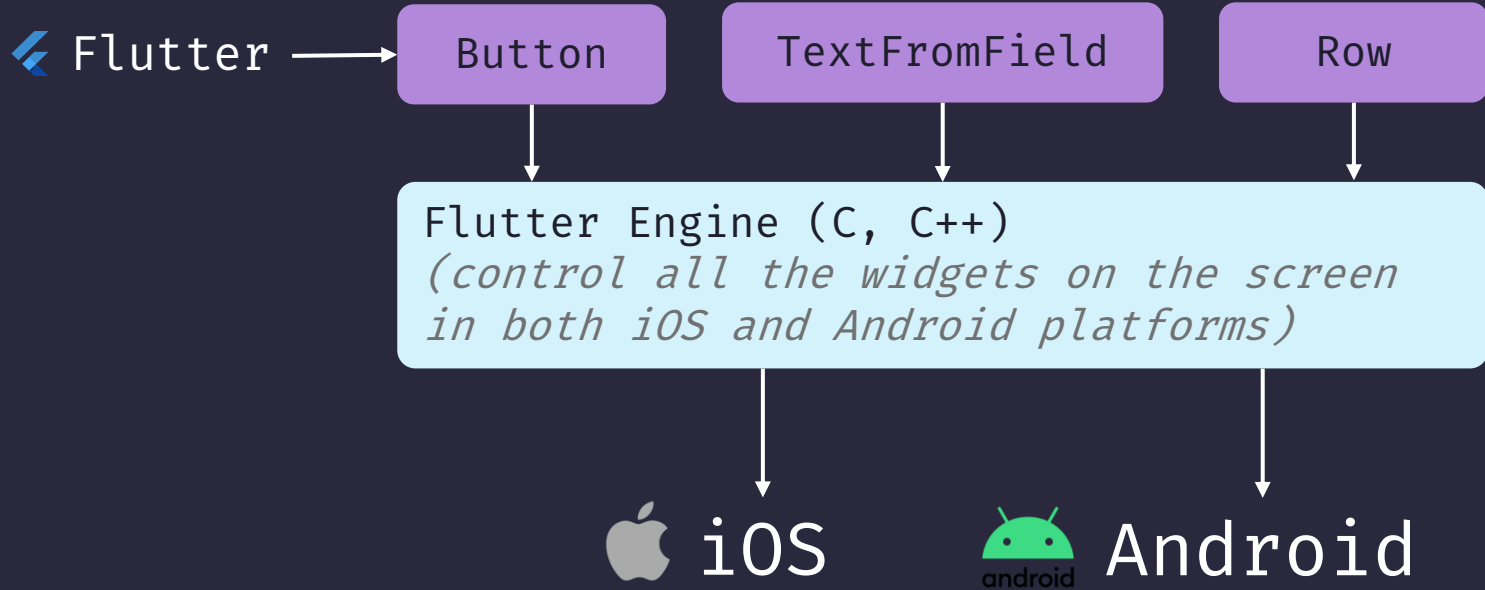 Flutter
Button
TextFromField
Row
Flutter Engine (C, C++)
(control all the widgets on the screen
in both iOS and Android platforms)
iOS
android
Android